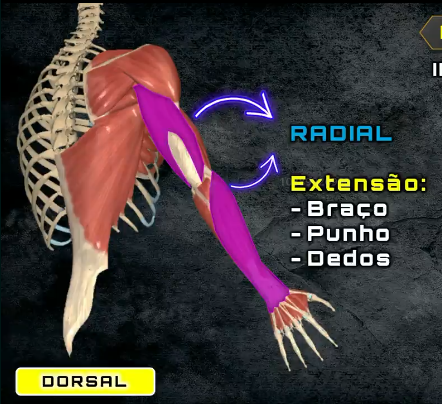 RADIAL
Extensão:
- Braço
- Punho
- Dedos
DORSAL